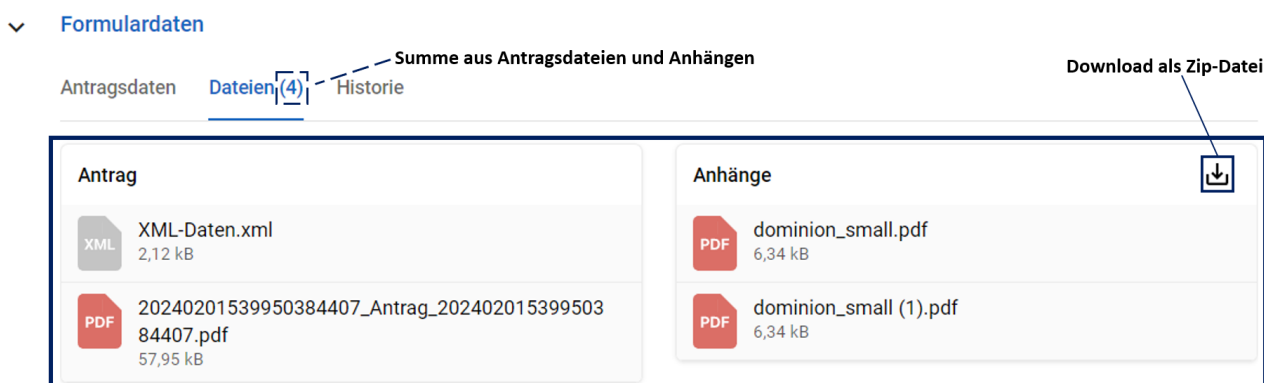 Formulardaten
Summe aus Antragsdateien und Anhängen
Download als Zip-Datei
Antragsdaten
Dateien (4)
Historie
Antrag
XML
XML-Daten.xml
2,12 kB
PDF
20240201539950384407_Antrag_202402015399503
84407.pdf
57,95 kB
Anhänge
PDF
dominion_small.pdf
6,34 kB
PDF
dominion_small (1).pdf
6,34 kB